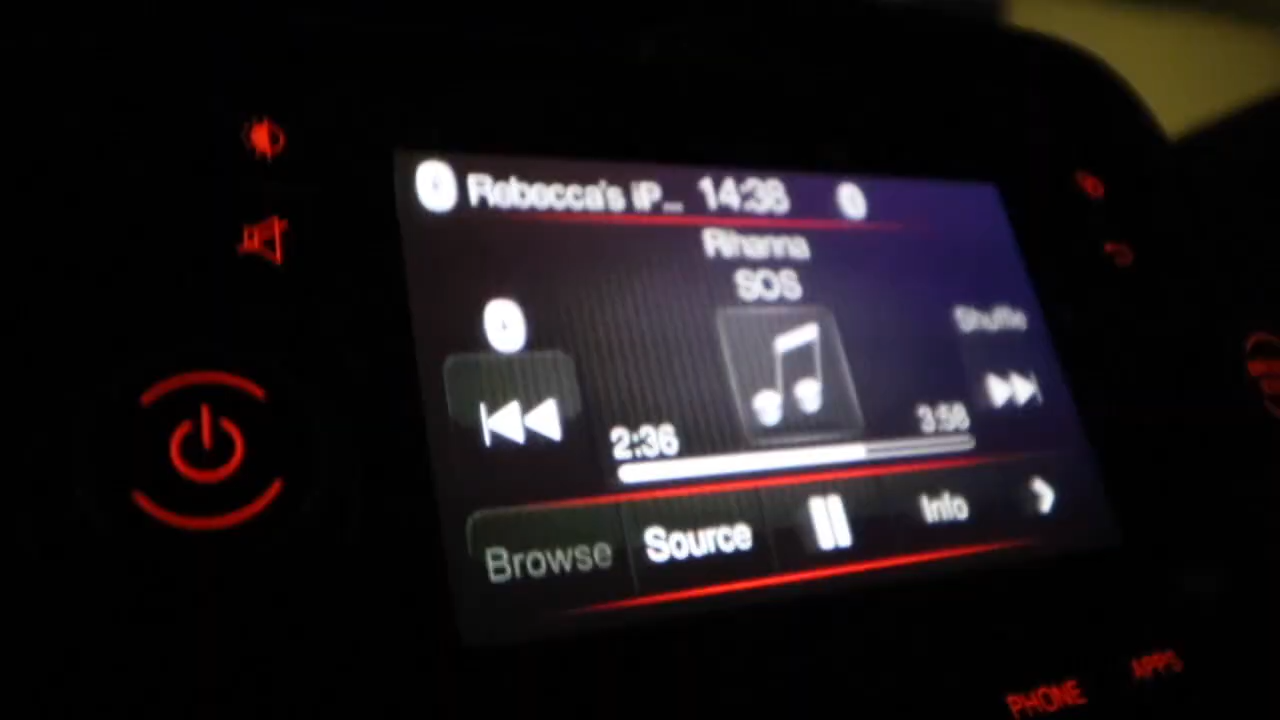 Rebecca's iP... 14:38
Rihanna
SOS
Shuffle
2:36 3:58
Browse Source Info
PHONE APPS